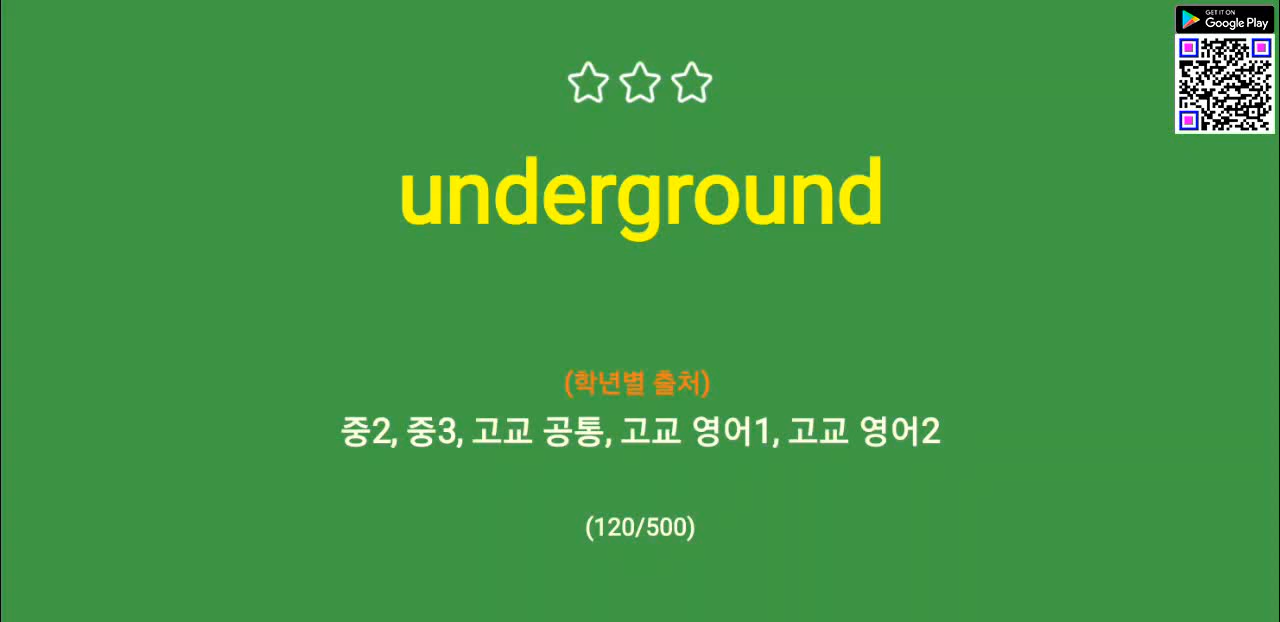 GET IT ON
Google Play
underground
(학년별 출처)
중2, 중3, 고교 공통, 고교 영어1, 고교 영어2
(120/500)